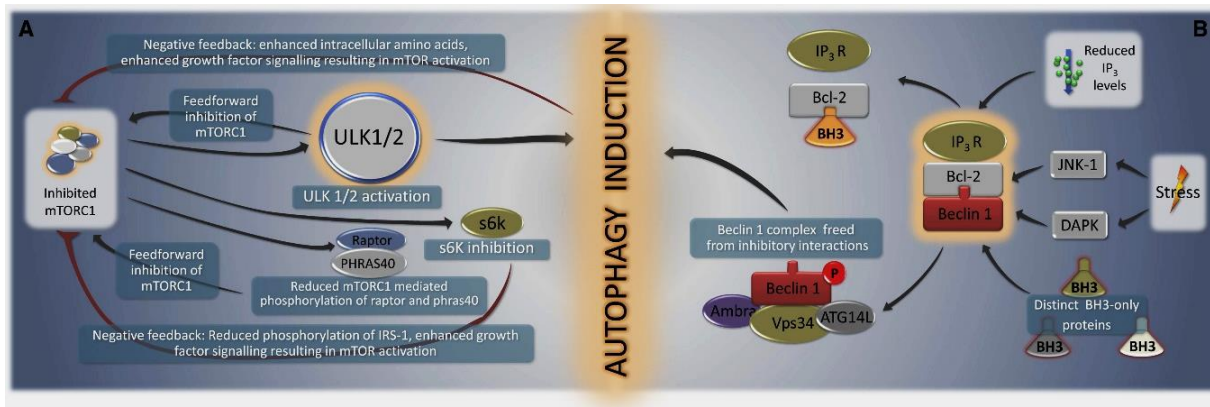 A
Negative feedback: enhanced intracellular amino acids,
enhanced growth factor signalling resulting in mTOR activation
Feedforward
inhibition of
mTORC1
ULK1/2
ULK 1/2 activation
Inhibited
mTORC1
s6k
s6K inhibition
Raptor
PHRAS40
Feedforward
inhibition of
mTORC1
Reduced mTORC1 mediated
phosphorylation of raptor and phras40
Negative feedback: Reduced phosphorylation of IRS-1, enhanced growth
factor signalling resulting in mTOR activation
AUTOPHAGY INDUCTION
B
IP3 R
Bcl-2
BH3
Reduced
IP3
levels
IP3 R
Bcl-2
Beclin 1
JNK-1
DAPK
Stress
Beclin 1 complex freed
from inhibitory interactions
P
Beclin 1
Ambra
Vps34
ATG14L
BH3
Distinct BH3-only
proteins
BH3
BH3